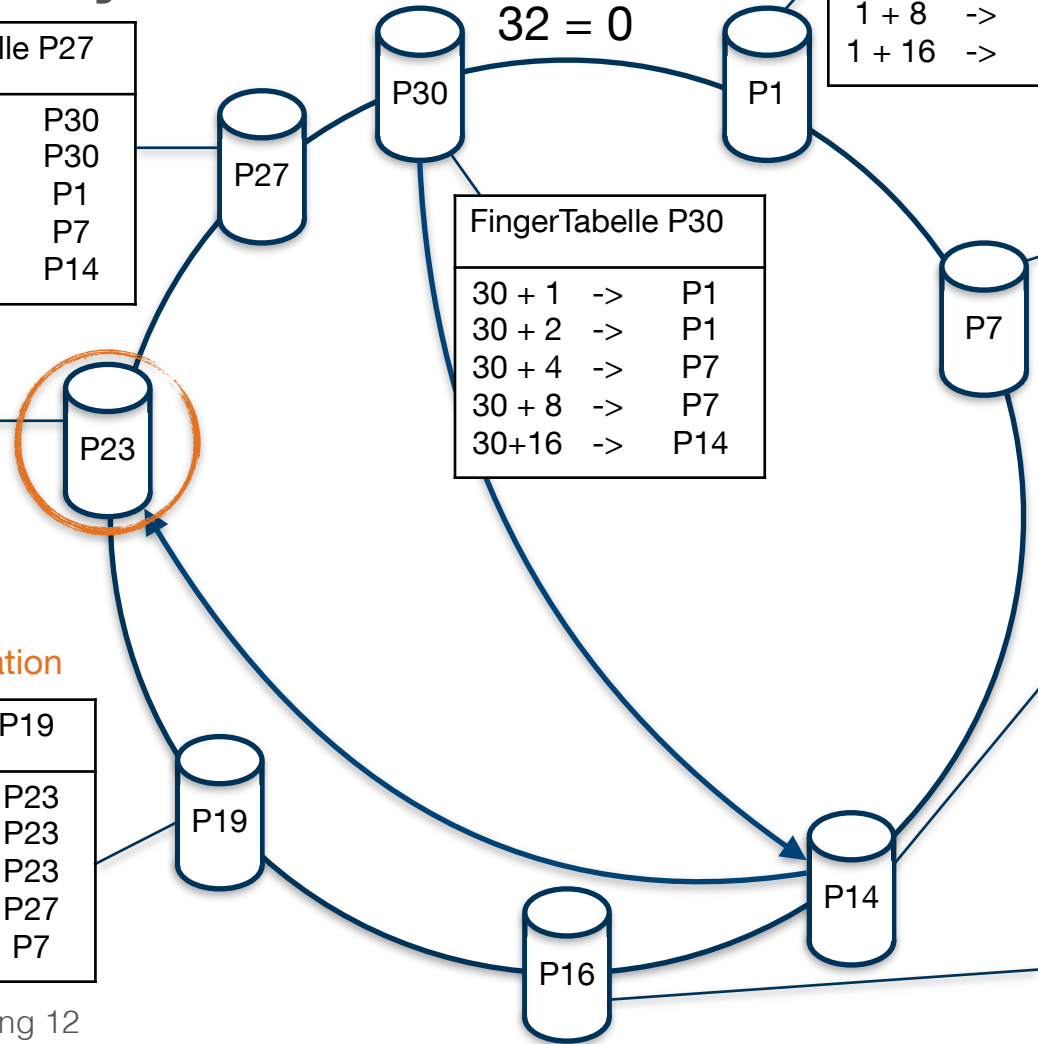 32 = 0
1 + 8 ->
1 + 16 ->
lle P27
P30
P30
P1
P7
P14
P30
P1
P27
FingerTabelle P30
30 + 1 -> P1
30 + 2 -> P1
30 + 4 -> P7
30 + 8 -> P7
30+16 -> P14
P7
P23
ation
P19
P23
P23
P23
P27
P7
P19
P14
P16
ng 12